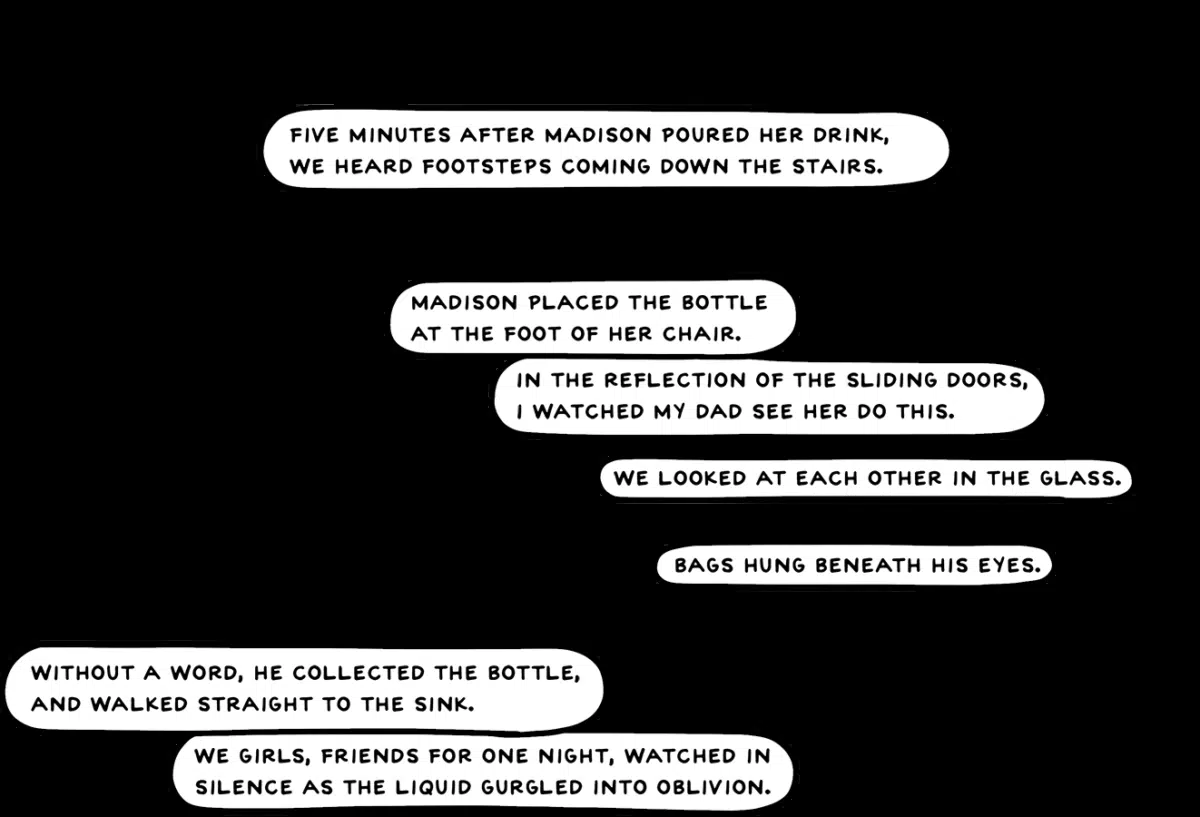 FIVE MINUTES AFTER MADISON POURED HER DRINK,
WE HEARD FOOTSTEPS COMING DOWN THE STAIRS.
MADISON PLACED THE BOTTLE
AT THE FOOT OF HER CHAIR.
IN THE REFLECTION OF THE SLIDING DOORS,
I WATCHED MY DAD SEE HER DO THIS.
WE LOOKED AT EACH OTHER IN THE GLASS.
BAGS HUNG BENEATH HIS EYES.
WITHOUT A WORD, HE COLLECTED THE BOTTLE,
AND WALKED STRAIGHT TO THE SINK.
WE GIRLS, FRIENDS FOR ONE NIGHT, WATCHED IN
SILENCE AS THE LIQUID GURGLED INTO OBLIVION.